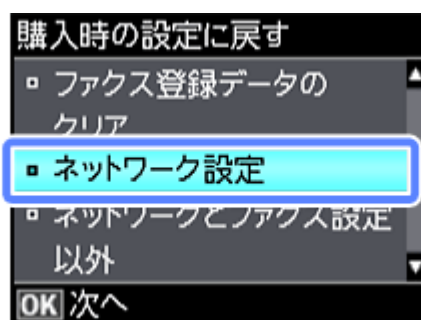 購入時の設定に戻す
ファクス登録データの
クリア
ネットワーク設定
ネットワークとファクス設定
以外
OK 次へ